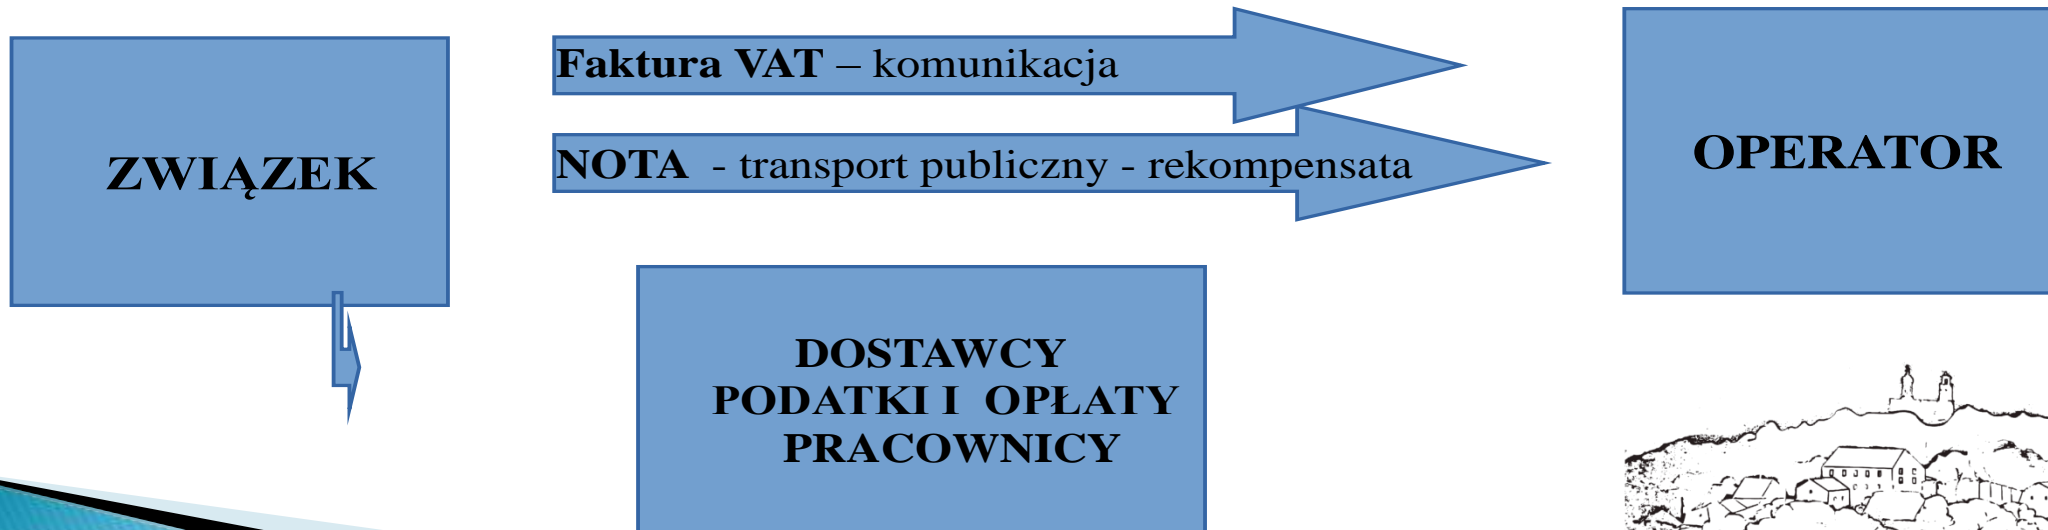 ZWIĄZEK
Faktura VAT – komunikacja
NOTA - transport publiczny - rekompensata
OPERATOR
DOSTAWCY
PODATKI I OPŁATY
PRACOWNICY